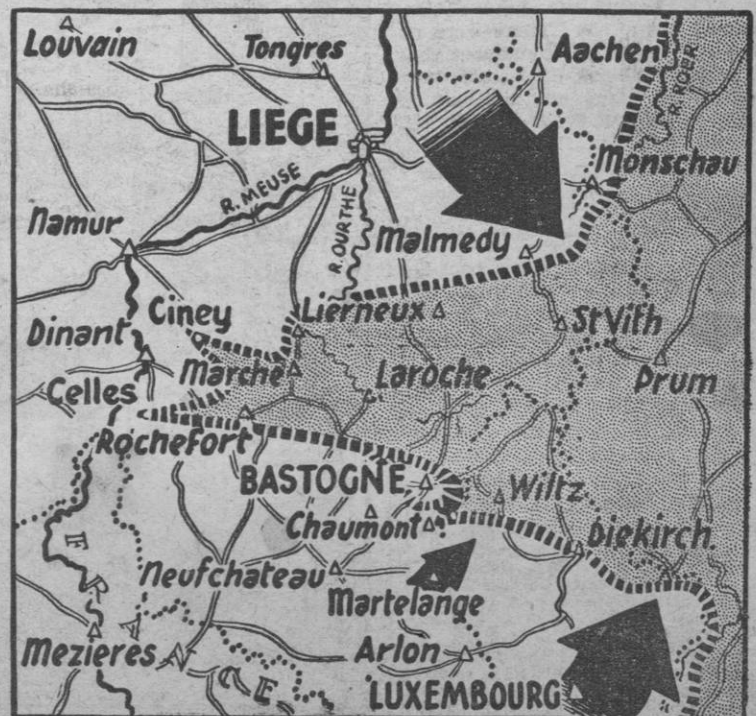 Louvain
Tongres
Aachen
R. ROER
LIEGE
Monschau
R. MEUSE
R. OURTHE
Namur
Malmedy
Ciney
Lierneux
St Vith
Dinant
Marche
Laroche
Prum
Celles
Rochefort
BASTOGNE
Wiltz
Chaumont
Diekirch
Neufchateau
Martelange
Mezieres
Arlon
LUXEMBOURG